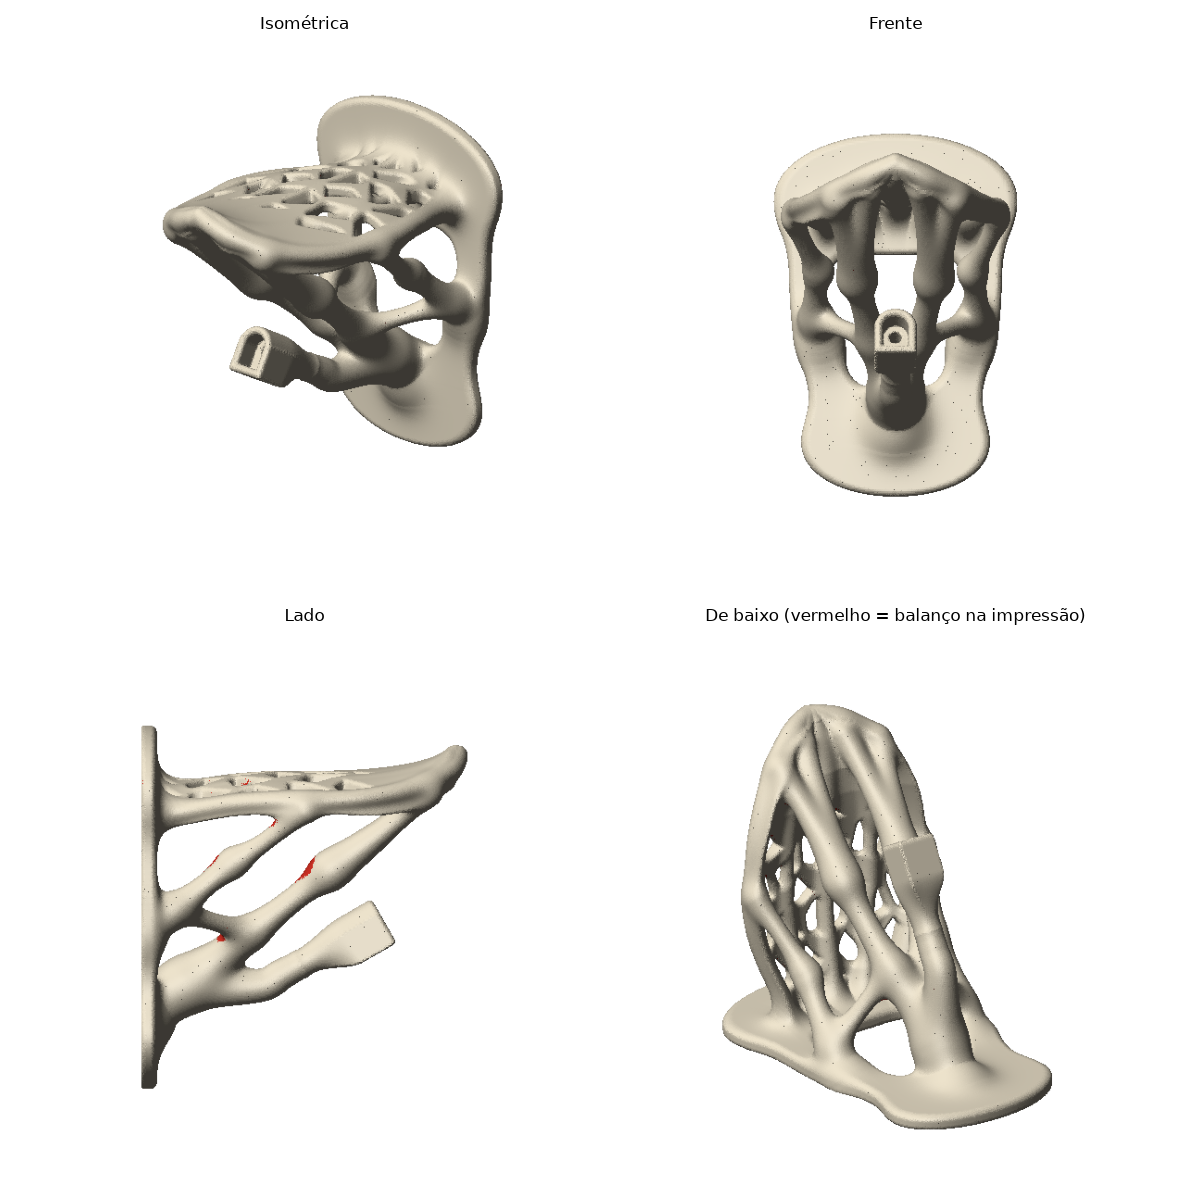 Isométrica
Frente
Lado
De baixo (vermelho = balanço na impressão)